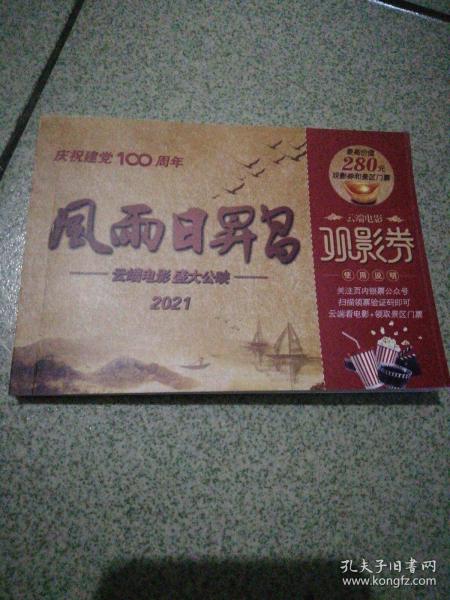 庆祝建党100周年
風雨日昇昌
云端电影 盛大公映
2021
最高价值
280元
观影券和景区门票
云端电影
观影券
使用说明
关注页内银票公众号
扫描领票验证码即可
云端看电影+领取景区门票
孔夫子旧书网
www.kongfz.com